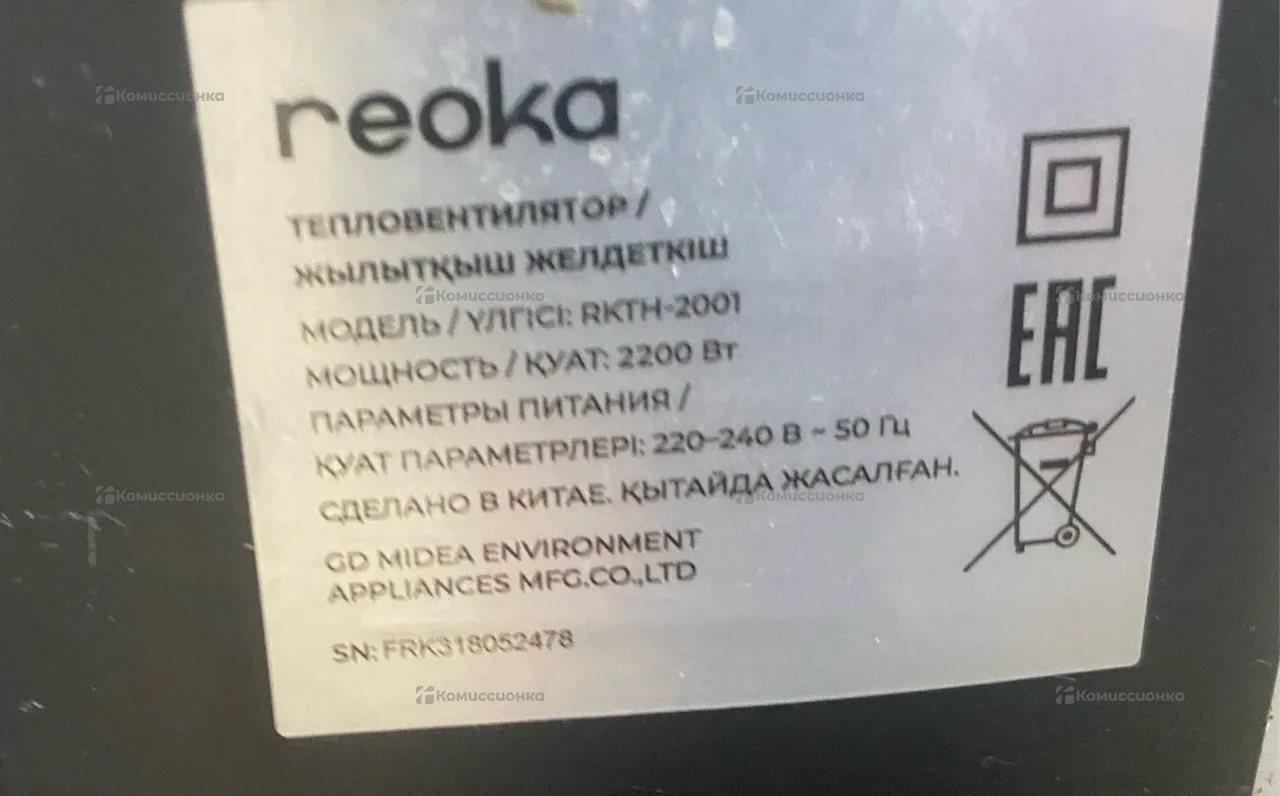 reoka
ТЕПЛОВЕНТИЛЯТОР /
ЖЫЛЫТҚЫШ ЖЕЛДЕТКІШ
МОДЕЛЬ / ҮЛГІСІ: RKTH-2001
МОЩНОСТЬ / ҚУАТ: 2200 Вт
ПАРАМЕТРЫ ПИТАНИЯ /
ҚУАТ ПАРАМЕТРЛЕРІ: 220-240 В ~ 50 Гц
СДЕЛАНО В КИТАЕ. ҚЫТАЙДА ЖАСАЛҒАН.
GD MIDEA ENVIRONMENT
APPLIANCES MFG.CO.,LTD
SN: FRK318052478
EAC
Комиссионка
Комиссионка
Комиссионка
Комиссионка
Комиссионка
Комиссионка
Комиссионка
Комиссионка